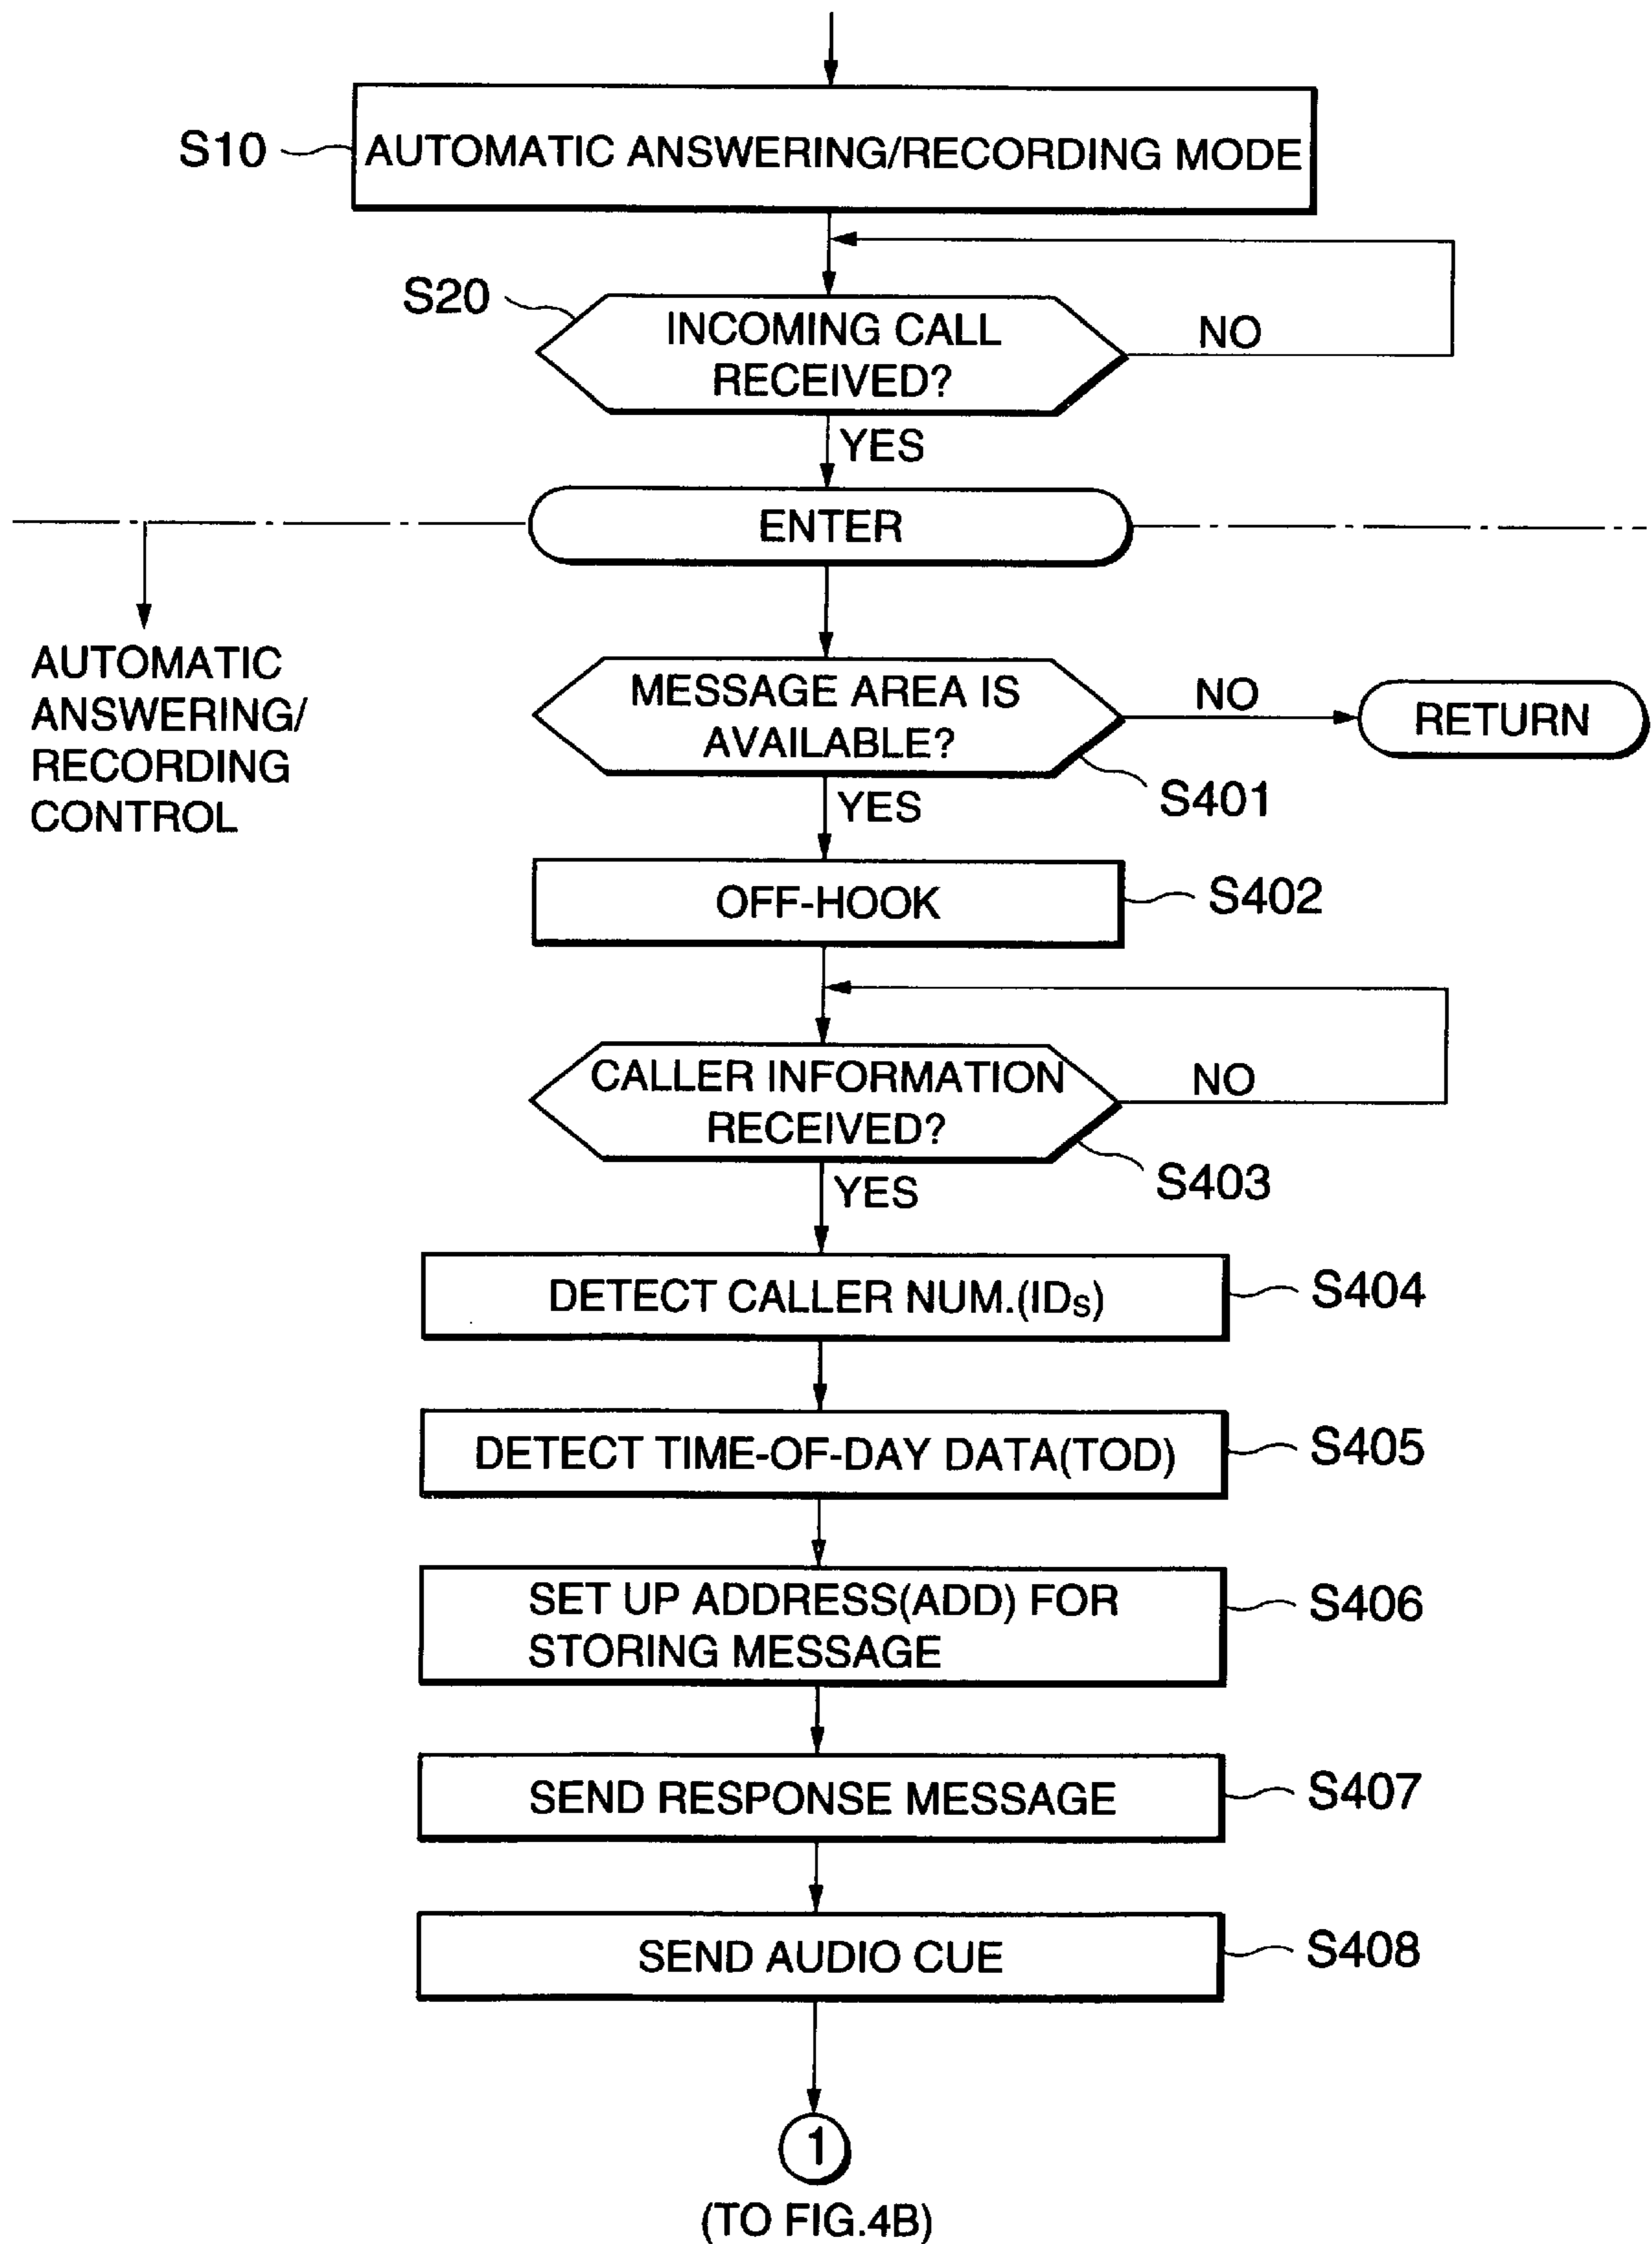 S10
AUTOMATIC ANSWERING/RECORDING MODE
S20
INCOMING CALL
RECEIVED?
NO
YES
ENTER
AUTOMATIC
ANSWERING/
RECORDING
CONTROL
MESSAGE AREA IS
AVAILABLE?
NO
RETURN
S401
YES
OFF-HOOK
S402
CALLER INFORMATION
RECEIVED?
NO
S403
YES
DETECT CALLER NUM.(IDS)
S404
DETECT TIME-OF-DAY DATA(TOD)
S405
SET UP ADDRESS(ADD) FOR
STORING MESSAGE
S406
SEND RESPONSE MESSAGE
S407
SEND AUDIO CUE
S408
1
(TO FIG.4B)